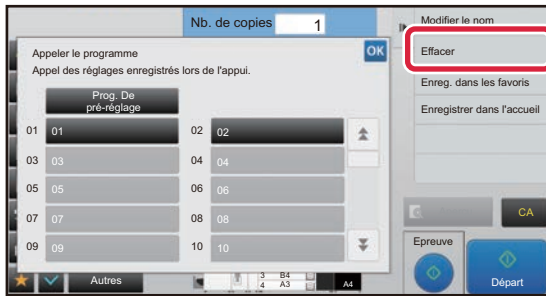 Nb. de copies 1
Modifier le nom
Appeler le programme
OK
Effacer
Appel des réglages enregistrés lors de l'appui.
Enreg. dans les favoris
Prog. De
pré-réglage
Enregistrer dans l'accueil
01 01
02 02
03 03
04 04
05 05
06 06
07 07
08 08
CA
09 09
10 10
Epreuve
Autres
3 B4
4 A3
A4
Départ